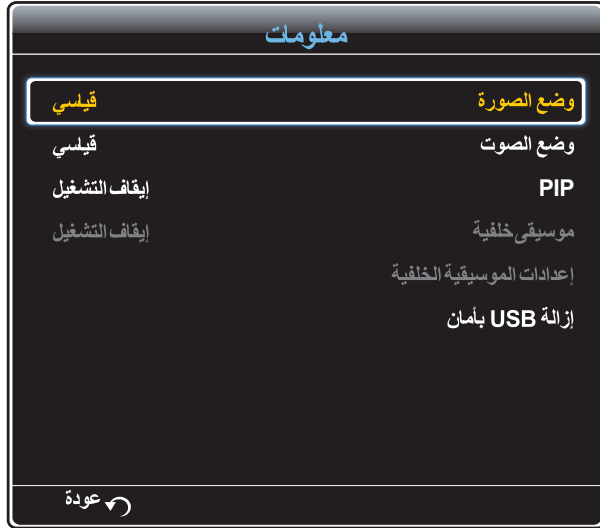 معلومات
وضع الصورة قياسي
وضع الصوت قياسي
PIP إيقاف التشغيل
موسيقى خلفية إيقاف التشغيل
إعدادات الموسيقية الخلفية
إزالة USB بأمان
عودة